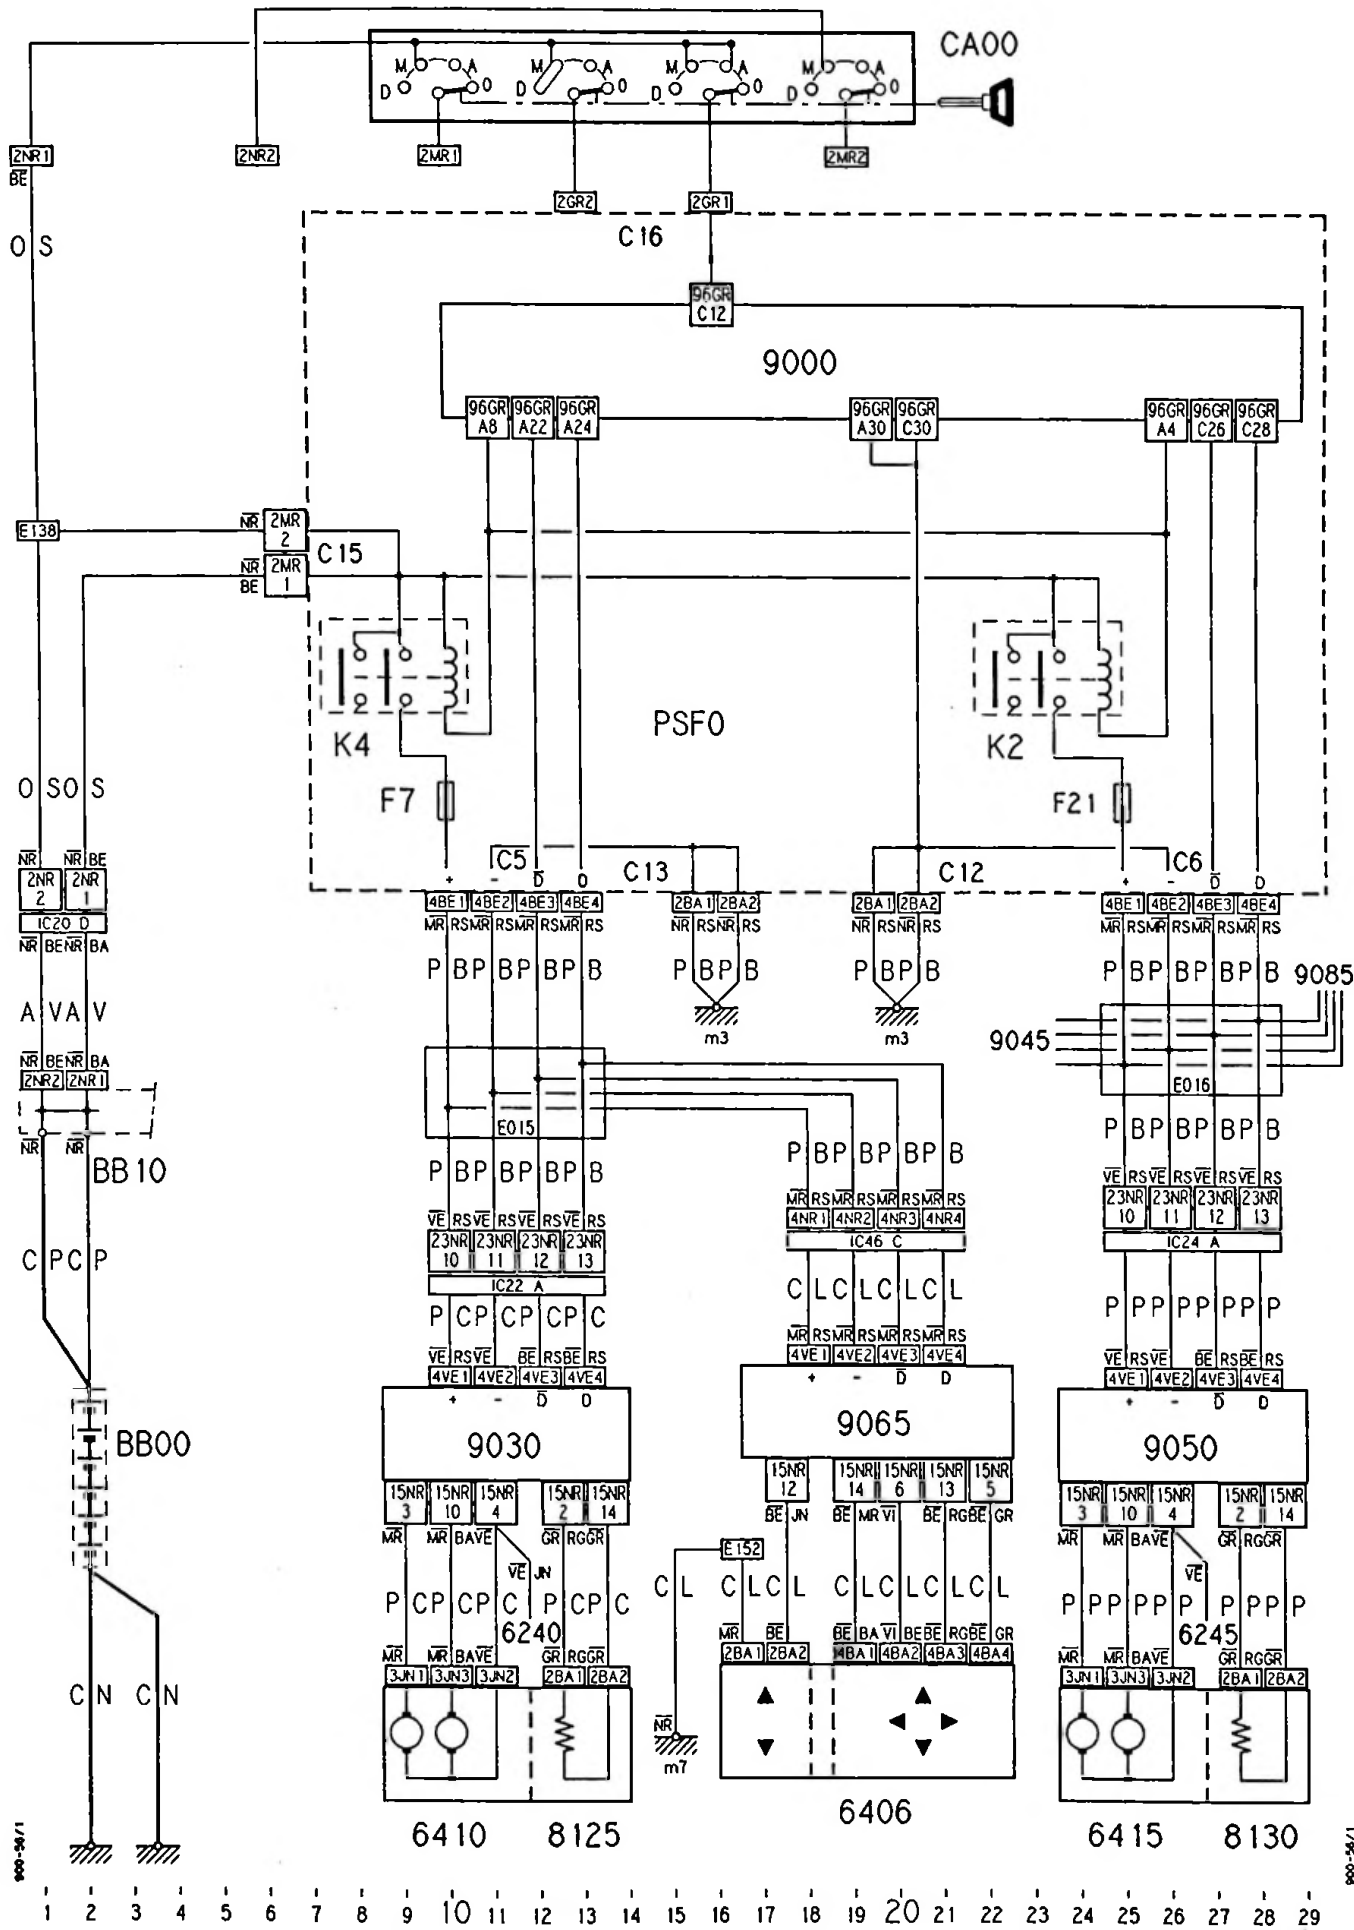 CA00
M A M A M A M A
D O D O D O D O
2NR1 2NR2 2MR1 2MR2
BE
2GR2 2GR1
O S
C16
96GR C12
9000
96GR A8 96GR A22 96GR A24 96GR A30 96GR C30 96GR A4 96GR C26 96GR C28
E138 NR 2MR 2
C15
NR BE 2MR 1
K4 PSF0 K2
O S O S F7 F21
NR NR BE
2NR 2 2NR 1
C5 C13 C12 C6
+ - D D + - D D
IC20 D
4BE1 4BE2 4BE3 4BE4 2BA1 2BA2 2BA1 2BA2 4BE1 4BE2 4BE3 4BE4
MR RS MR RS MR RS MR RS NR RS NR RS NR RS NR RS MR RS MR RS MR RS MR RS
NR BE NR BA
P B P B P B P B P B P B P B P B P B P B P B P B
9085
A V A V
m3 m3 9045
NR BE NR BA
2NR2 2NR1
E016
E015
NR NR
BB10
P B P B P B P B
P B P B P B P B
P B P B P B P B
VE RS VE RS VE RS VE RS
MR RS MR RS MR RS MR RS
4NR1 4NR2 4NR3 4NR4
23NR 10 23NR 11 23NR 12 23NR 13
IC46 C IC24 A
VE RS VE RS VE RS VE RS
23NR 10 23NR 11 23NR 12 23NR 13
IC22 A
C P C P
P C P C P C
C L C L C L C L
P P P P P P P
MR RS MR RS MR RS MR RS
4VE1 4VE2 4VE3 4VE4
VE RS VE BE RS BE RS
4VE1 4VE2 4VE3 4VE4
VE RS VE BE RS BE RS
4VE1 4VE2 4VE3 4VE4
+ - D D + - D D + - D D
BB00
9030 9065 9050
15NR 3 15NR 10 15NR 4 15NR 2 15NR 14
15NR 12 15NR 14 15NR 6 15NR 13 15NR 5
15NR 3 15NR 10 15NR 4 15NR 2 15NR 14
MR MR BA VE GR RG GR
BE JN BE MR VI BE RG BE GR
MR MR BA VE GR RG GR
VE JN E152 VE
P C P C P C P C
C L C L C L C L C L C L
P P P P P P P
6240 6245
MR MR BA VE GR RG GR
MR BE BE BA VI BE BE RG BE GR
MR MR BA VE GR RG GR
3JN1 3JN3 3JN2 2BA1 2BA2
2BA1 2BA2 4BA1 4BA2 4BA3 4BA4
3JN1 3JN3 3JN2 2BA1 2BA2
C N C N
NR
m7
6406
6410 8125 6415 8130
900-56/1 900-56/1
1 2 3 4 5 6 7 8 9 10 11 12 13 14 15 16 17 18 19 20 21 22 23 24 25 26 27 28 29